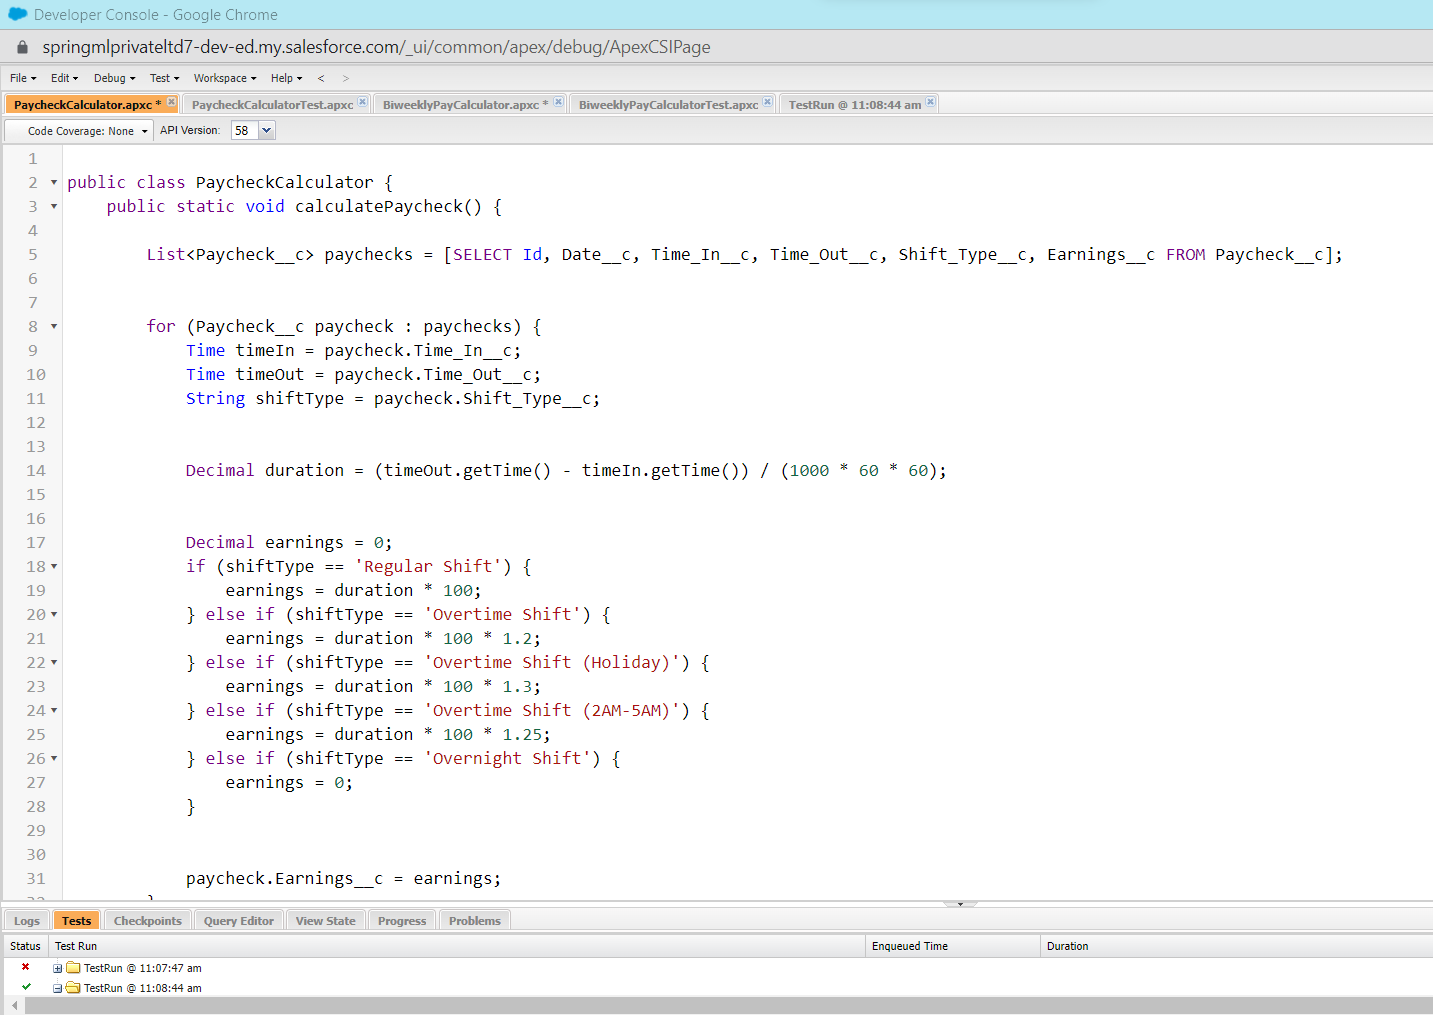 Developer Console - Google Chrome
springmlprivateltd7-dev-ed.my.salesforce.com/_ui/common/apex/debug/ApexCSIPage
File Edit Debug Test Workspace Help < >
PaycheckCalculator.apxc * PaycheckCalculatorTest.apxc BiweeklyPayCalculator.apxc * BiweeklyPayCalculatorTest.apxc TestRun @ 11:08:44 am
Code Coverage: None API Version: 58
1
2 public class PaycheckCalculator {
3 public static void calculatePaycheck() {
4
5 List<Paycheck__c> paychecks = [SELECT Id, Date__c, Time_In__c, Time_Out__c, Shift_Type__c, Earnings__c FROM Paycheck__c];
6
7
8 for (Paycheck__c paycheck : paychecks) {
9 Time timeIn = paycheck.Time_In__c;
10 Time timeOut = paycheck.Time_Out__c;
11 String shiftType = paycheck.Shift_Type__c;
12
13
14 Decimal duration = (timeOut.getTime() - timeIn.getTime()) / (1000 * 60 * 60);
15
16
17 Decimal earnings = 0;
18 if (shiftType == 'Regular Shift') {
19 earnings = duration * 100;
20 } else if (shiftType == 'Overtime Shift') {
21 earnings = duration * 100 * 1.2;
22 } else if (shiftType == 'Overtime Shift (Holiday)') {
23 earnings = duration * 100 * 1.3;
24 } else if (shiftType == 'Overtime Shift (2AM-5AM)') {
25 earnings = duration * 100 * 1.25;
26 } else if (shiftType == 'Overnight Shift') {
27 earnings = 0;
28 }
29
30
31 paycheck.Earnings__c = earnings;
Logs Tests Checkpoints Query Editor View State Progress Problems
Status Test Run Enqueued Time Duration
TestRun @ 11:07:47 am
TestRun @ 11:08:44 am